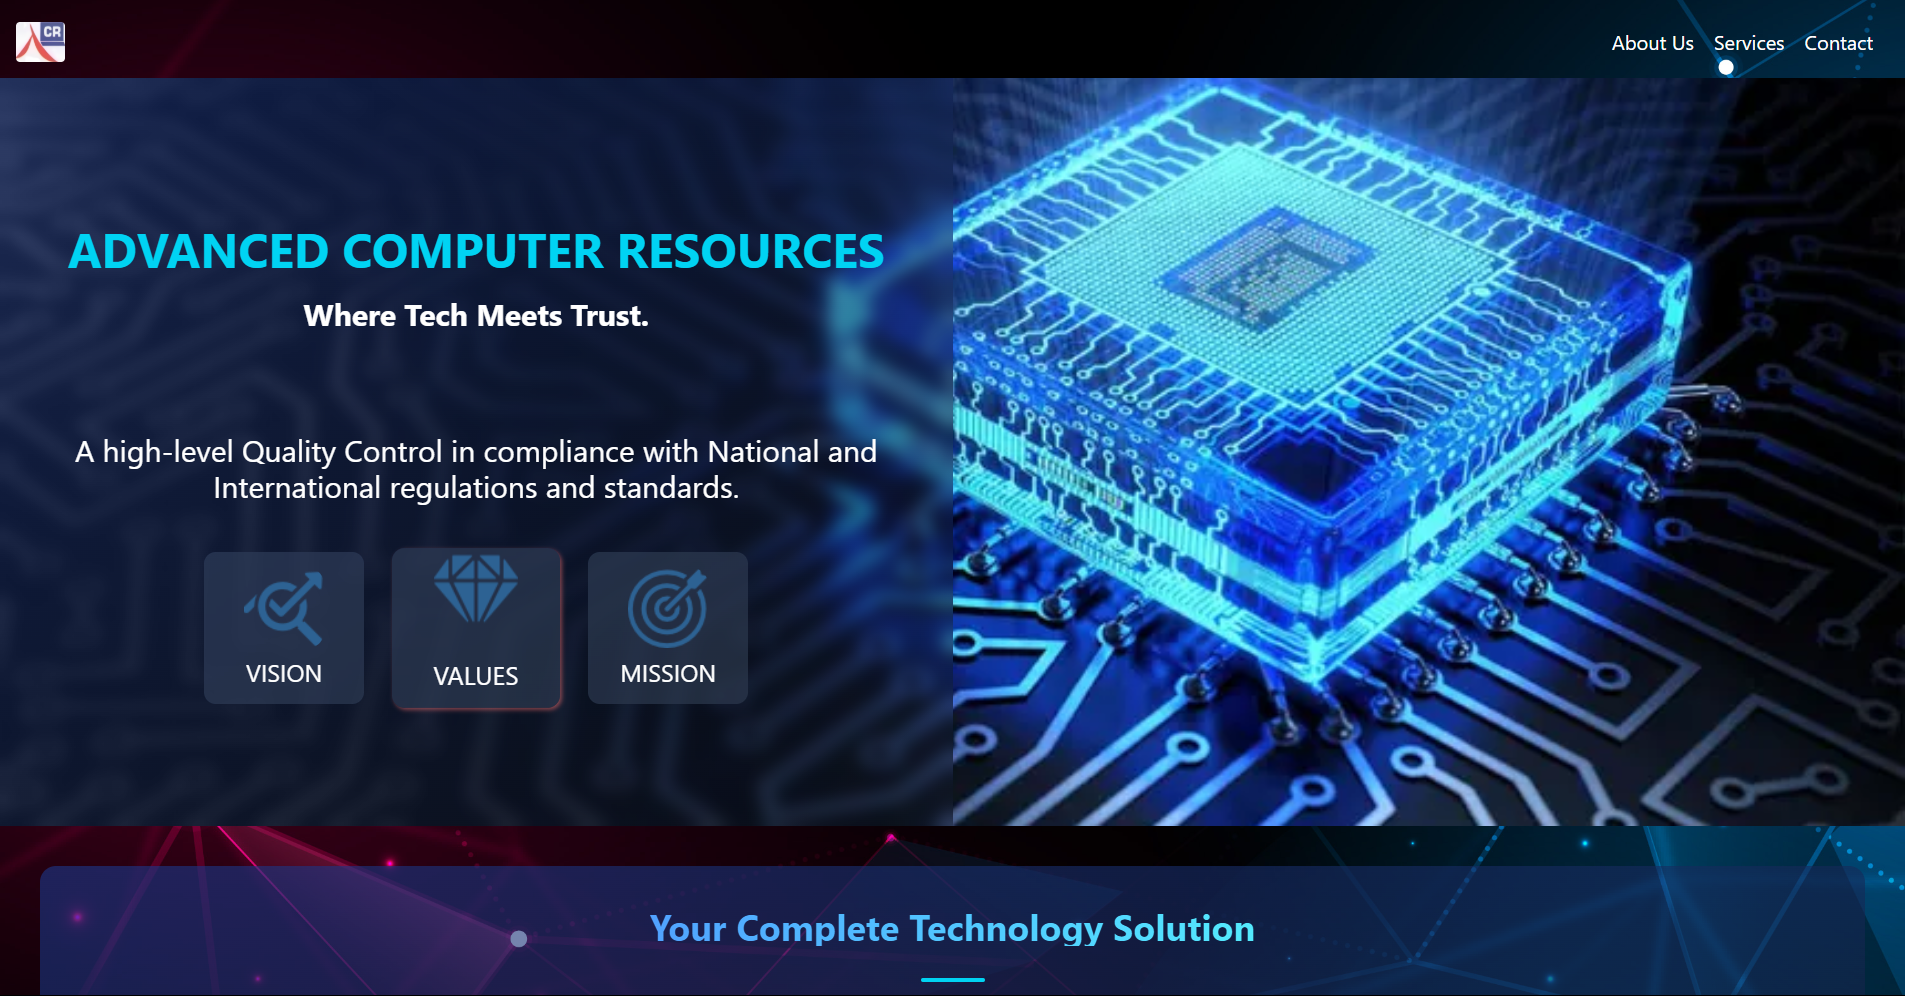 CR
About Us
Services
Contact
ADVANCED COMPUTER RESOURCES
Where Tech Meets Trust.
A high-level Quality Control in compliance with National and
International regulations and standards.
VISION
VALUES
MISSION
Your Complete Technology Solution